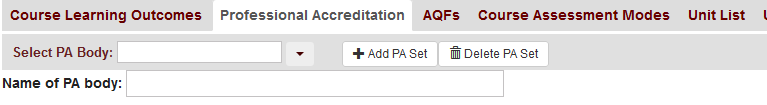 Course Learning Outcomes Professional Accreditation AQFs Course Assessment Modes Unit List
Select PA Body: Add PA Set Delete PA Set
Name of PA body: